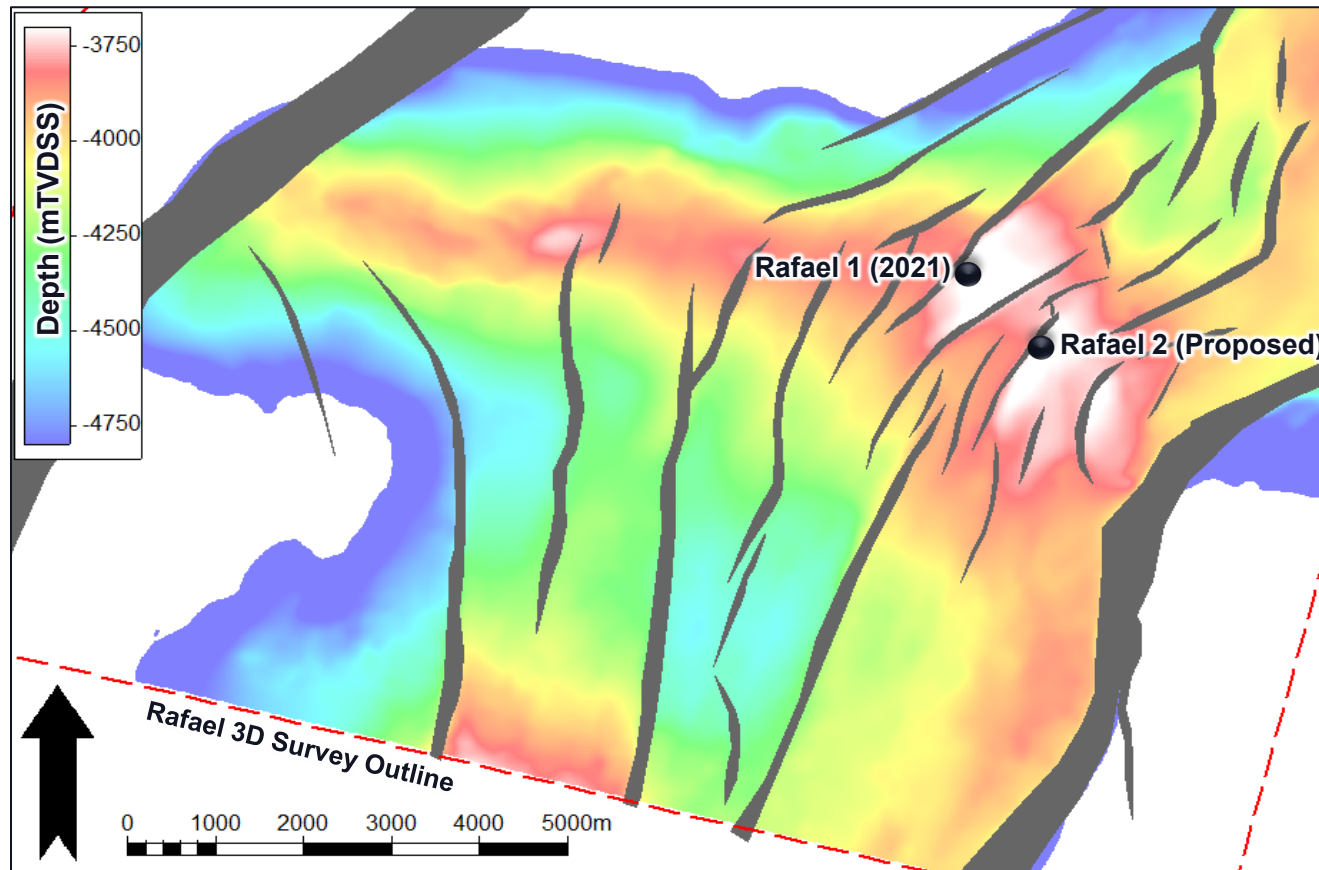 -3750
-4000
-4250
-4500
-4750
Depth (mTVDSS)
Rafael 1 (2021)
Rafael 2 (Proposed)
Rafael 3D Survey Outline
0 1000 2000 3000 4000 5000m